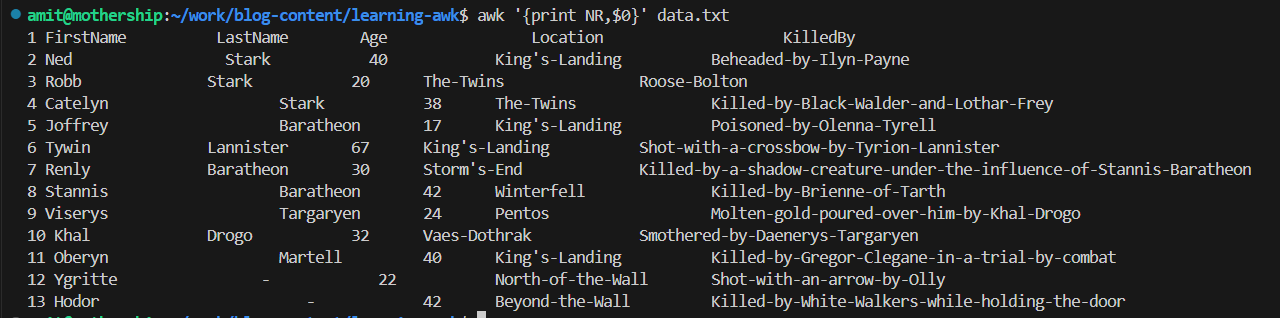 amit@mothership:~/work/blog-content/learning-awk$ awk '{print NR,$0}' data.txt
1 FirstName LastName Age Location KilledBy
2 Ned Stark 40 King's-Landing Beheaded-by-Ilyn-Payne
3 Robb Stark 20 The-Twins Roose-Bolton
4 Catelyn Stark 38 The-Twins Killed-by-Black-Walder-and-Lothar-Frey
5 Joffrey Baratheon 17 King's-Landing Poisoned-by-Olenna-Tyrell
6 Tywin Lannister 67 King's-Landing Shot-with-a-crossbow-by-Tyrion-Lannister
7 Renly Baratheon 30 Storm's-End Killed-by-a-shadow-creature-under-the-influence-of-Stannis-Baratheon
8 Stannis Baratheon 42 Winterfell Killed-by-Brienne-of-Tarth
9 Viserys Targaryen 24 Pentos Molten-gold-poured-over-him-by-Khal-Drogo
10 Khal Drogo 32 Vaes-Dothrak Smothered-by-Daenerys-Targaryen
11 Oberyn Martell 40 King's-Landing Killed-by-Gregor-Clegane-in-a-trial-by-combat
12 Ygritte - 22 North-of-the-Wall Shot-with-an-arrow-by-Olly
13 Hodor - 42 Beyond-the-Wall Killed-by-White-Walkers-while-holding-the-door